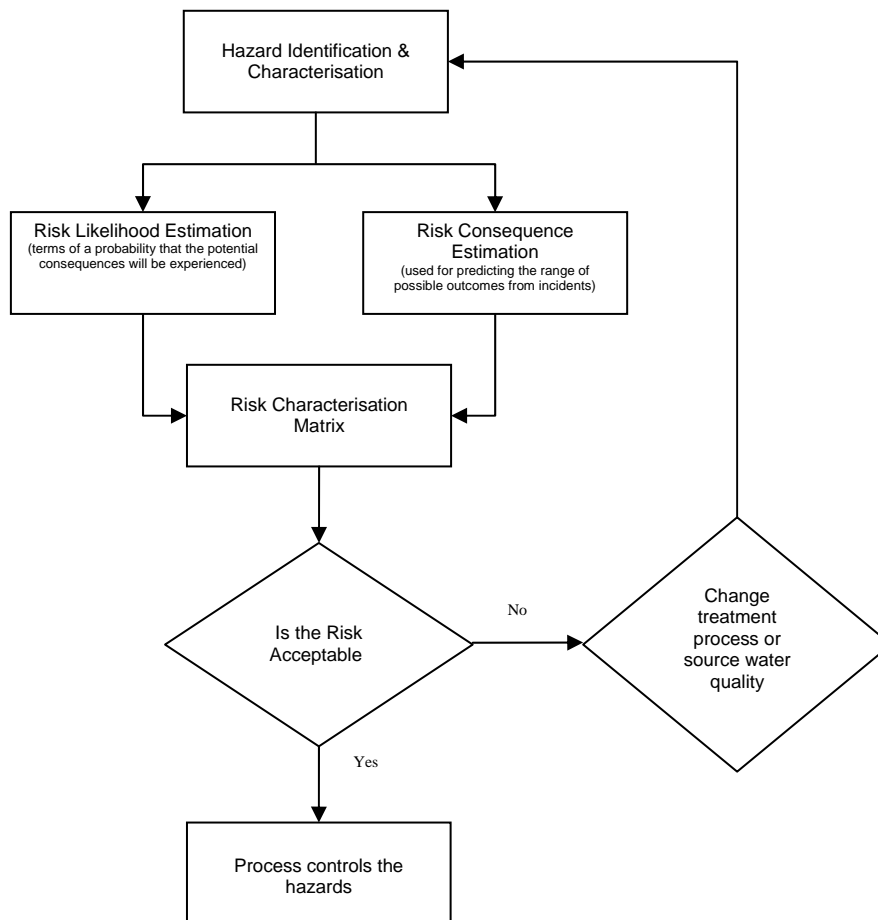 Hazard Identification &
Characterisation
Risk Likelihood Estimation
(terms of a probability that the potential
consequences will be experienced)
Risk Consequence
Estimation
(used for predicting the range of
possible outcomes from incidents)
Risk Characterisation
Matrix
Is the Risk
Acceptable
No
Change
treatment
process or
source water
quality
Yes
Process controls the
hazards